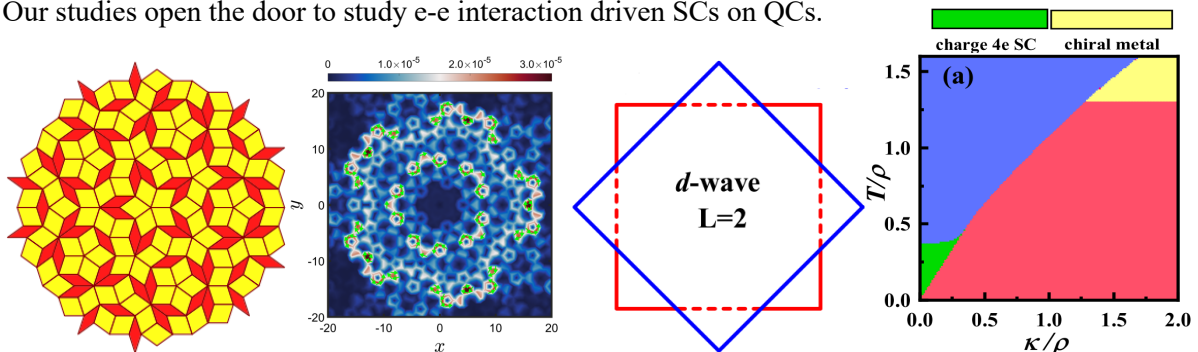 Our studies open the door to study e-e interaction driven SCs on QCs.
charge 4e SC chiral metal
0 1.0×10⁻⁵ 2.0×10⁻⁵ 3.0×10⁻⁵
(a)
20
10
y 0
-10
-20
-20 -10 0 10 20
x
d-wave
L=2
T/ρ
1.5
1.0
0.5
0.0
0.0 0.5 1.0 1.5 2.0
κ/ρ